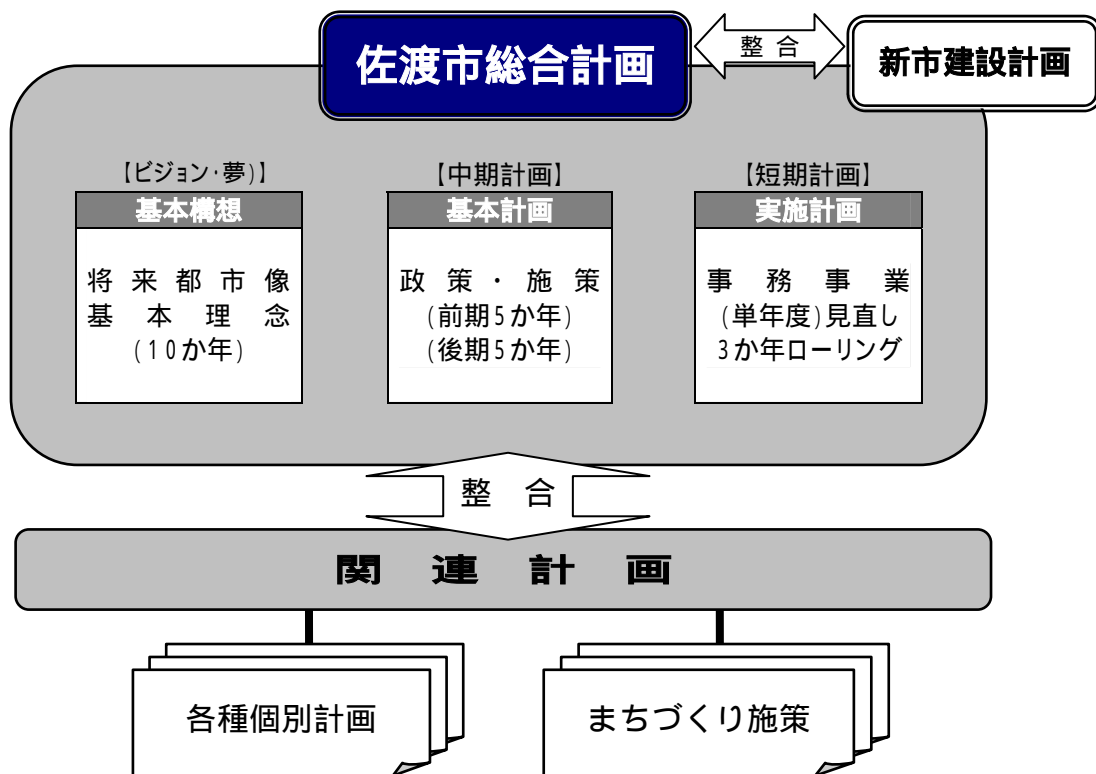 佐渡市総合計画
整合
新市建設計画
【ビジョン・夢)】
基本構想
将来都市像
基本理念
(10か年)
【中期計画】
基本計画
政策・施策
(前期5か年)
(後期5か年)
【短期計画】
実施計画
事務事業
(単年度)見直し
3か年ローリング
整合
関連計画
各種個別計画
まちづくり施策